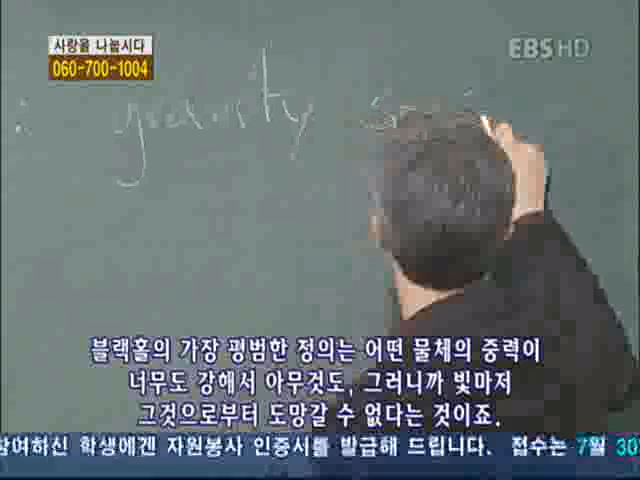 사랑을 나눕시다
060-700-1004
EBS HD
gravity is
블랙홀의 가장 평범한 정의는 어떤 물체의 중력이
너무도 강해서 아무것도, 그러니까 빛마저
그것으로부터 도망갈 수 없다는 것이죠.
참여하신 학생에겐 자원봉사 인증서를 발급해 드립니다. 접수는 7월 30